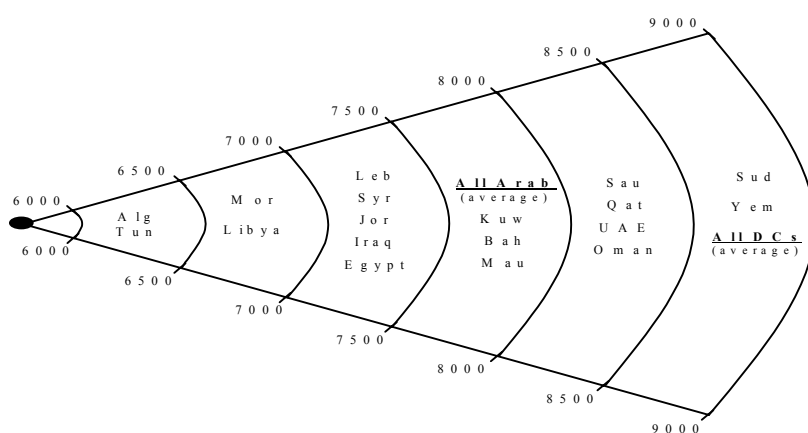 9000
8500
8000
7500
7000
6500
6000
Alg
Tun
6000
Mor
Libya
6500
Leb
Syr
Jor
Iraq
Egypt
7000
All Arab
(average)
Kuw
Bah
Mau
7500
Sau
Qat
UAE
Oman
8000
Sud
Yem
All DCs
(average)
8500
9000